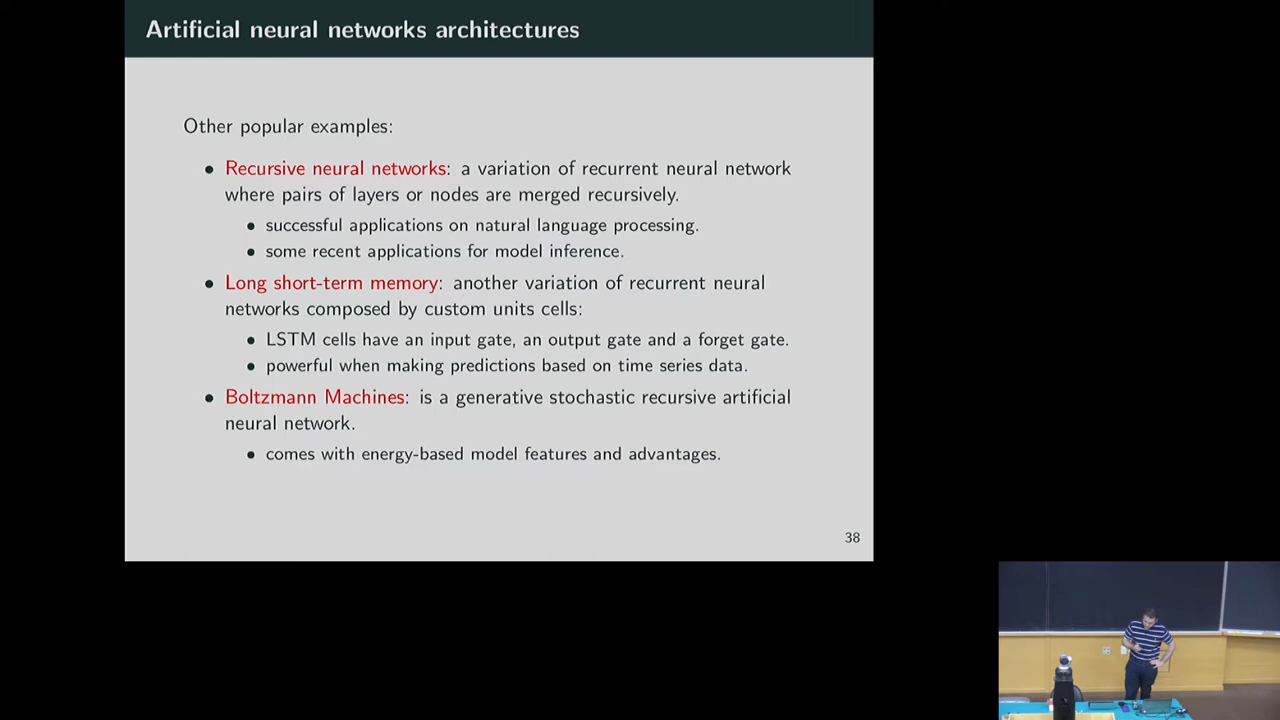 Artificial neural networks architectures
Other popular examples:
• Recursive neural networks: a variation of recurrent neural network
where pairs of layers or nodes are merged recursively.
• successful applications on natural language processing.
• some recent applications for model inference.
• Long short-term memory: another variation of recurrent neural
networks composed by custom units cells:
• LSTM cells have an input gate, an output gate and a forget gate.
• powerful when making predictions based on time series data.
• Boltzmann Machines: is a generative stochastic recursive artificial
neural network.
• comes with energy-based model features and advantages.
38